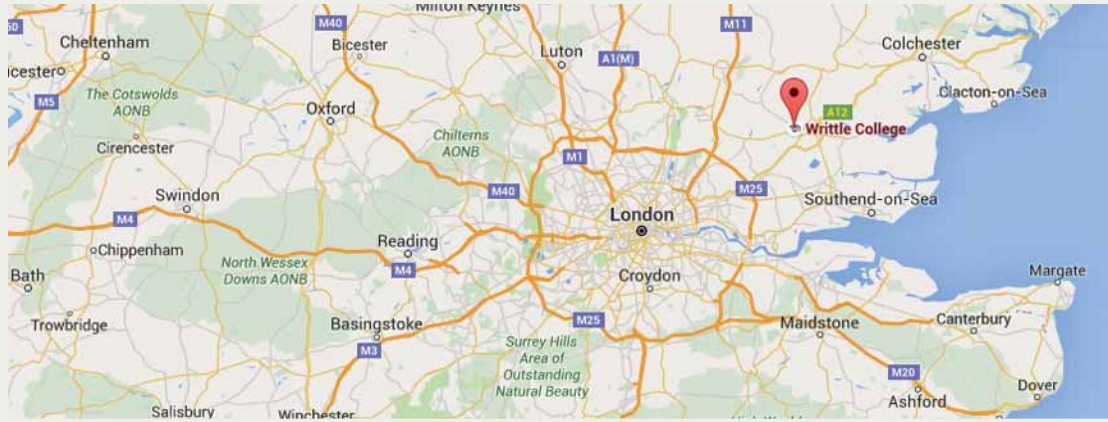 Milton Keynes
M40
M11
50
Cheltenham
Bicester
Luton
A1(M)
Colchester
M5
The Cotswolds
AONB
Oxford
A12
Clacton-on-Sea
Writtle College
Cirencester
Chilterns
AONB
M1
M40
M25
Swindon
Southend-on-Sea
M4
London
Chippenham
Reading
M4
North Wessex
Downs AONB
Croydon
Margate
Bath
Trowbridge
Basingstoke
M25
Maidstone
Canterbury
M3
Surrey Hills
Area of
Outstanding
Natural Beauty
M20
Dover
Ashford
Salisbury
Winchester